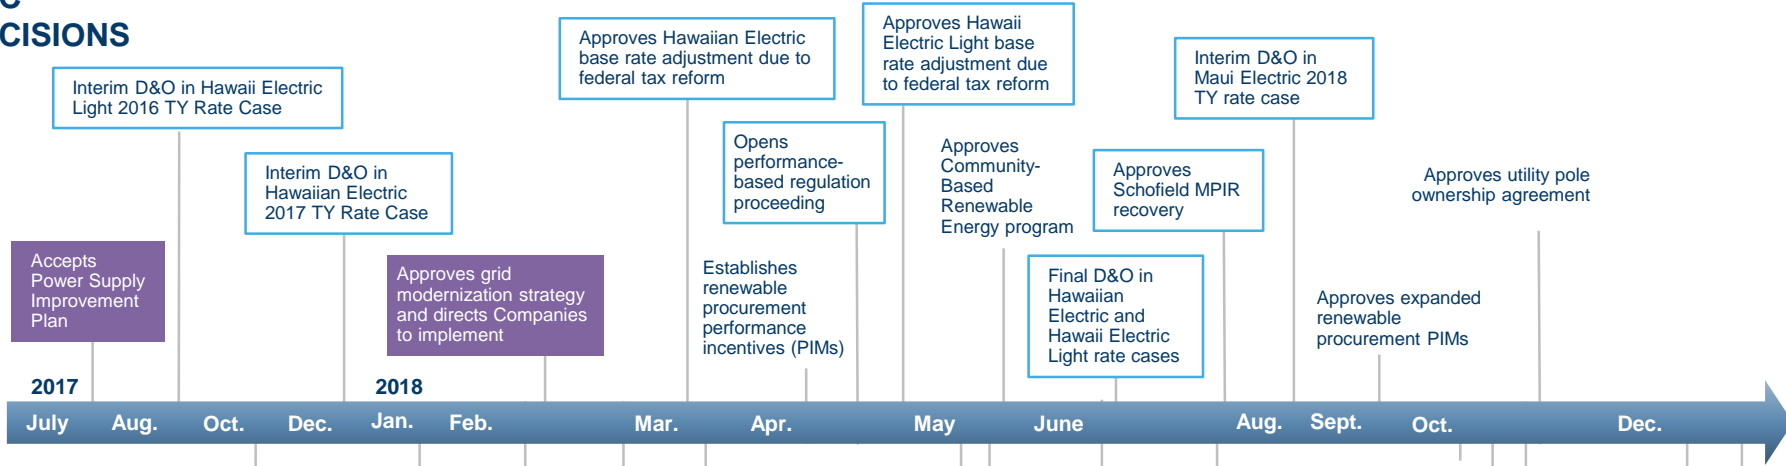 CISIONS
Interim D&O in Hawaii Electric
Light 2016 TY Rate Case
Interim D&O in
Hawaiian Electric
2017 TY Rate Case
Accepts
Power Supply
Improvement
Plan
Approves grid
modernization strategy
and directs Companies
to implement
Approves Hawaiian Electric
base rate adjustment due to
federal tax reform
Establishes
renewable
procurement
performance
incentives (PIMs)
Opens
performance-
based regulation
proceeding
Approves Hawaii
Electric Light base
rate adjustment due
to federal tax reform
Approves
Community-
Based
Renewable
Energy program
Final D&O in
Hawaiian
Electric and
Hawaii Electric
Light rate cases
Approves
Schofield MPIR
recovery
Interim D&O in
Maui Electric 2018
TY rate case
Approves expanded
renewable
procurement PIMs
Approves utility pole
ownership agreement
2017
2018
July Aug. Oct. Dec. Jan. Feb. Mar. Apr. May June Aug. Sept. Oct. Dec.